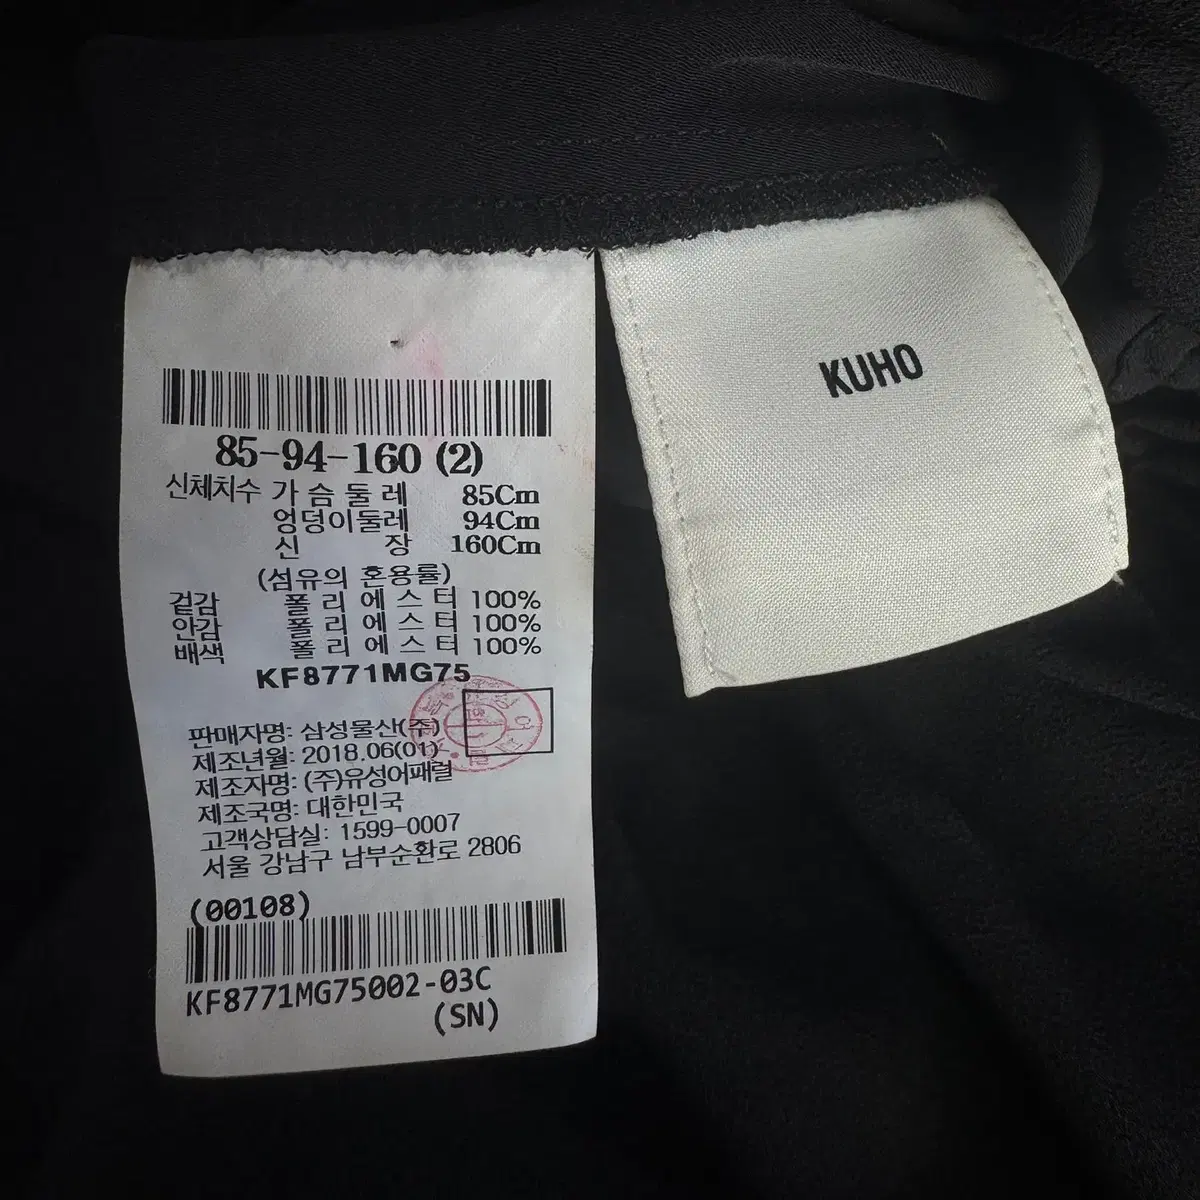 85-94-160 (2)
신체치수 가슴둘레 85Cm
엉덩이둘레 94Cm
신 장 160Cm
(섬유의 혼용률)
겉감 폴리에스터 100%
안감 폴리에스터 100%
배색 폴리에스터 100%
KF8771MG75
판매자명: 삼성물산(주)
제조년월: 2018.06(01)
제조자명: (주)유성어패럴
제조국명: 대한민국
고객상담실: 1599-0007
서울 강남구 남부순환로 2806
(00108)
KF8771MG75002-03C
(SN)
KUHO